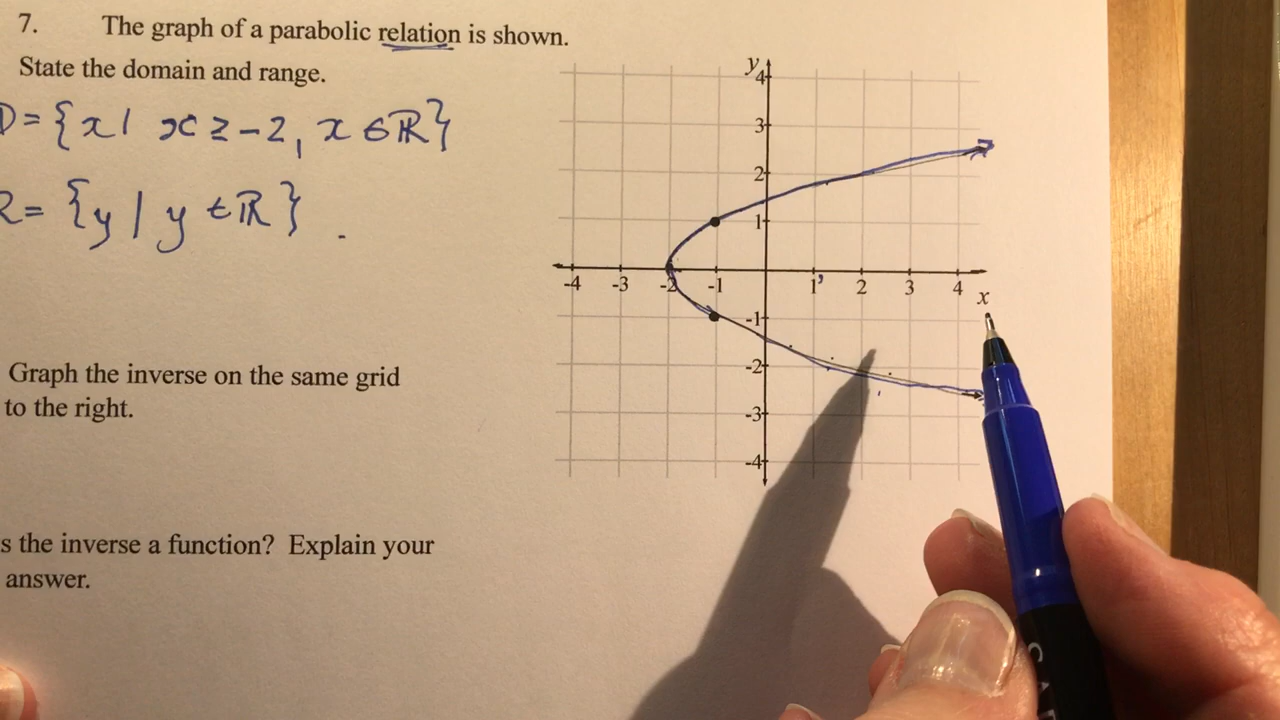 7. The graph of a parabolic relation is shown.
State the domain and range.
D = {x | x ≥ -2, x ∈ ℝ}
R = {y | y ∈ ℝ} .
Graph the inverse on the same grid
to the right.
s the inverse a function? Explain your
answer.
y
4
3
2
1
-4 -3 -2 -1 1 2 3 4
x
-1
-2
-3
-4